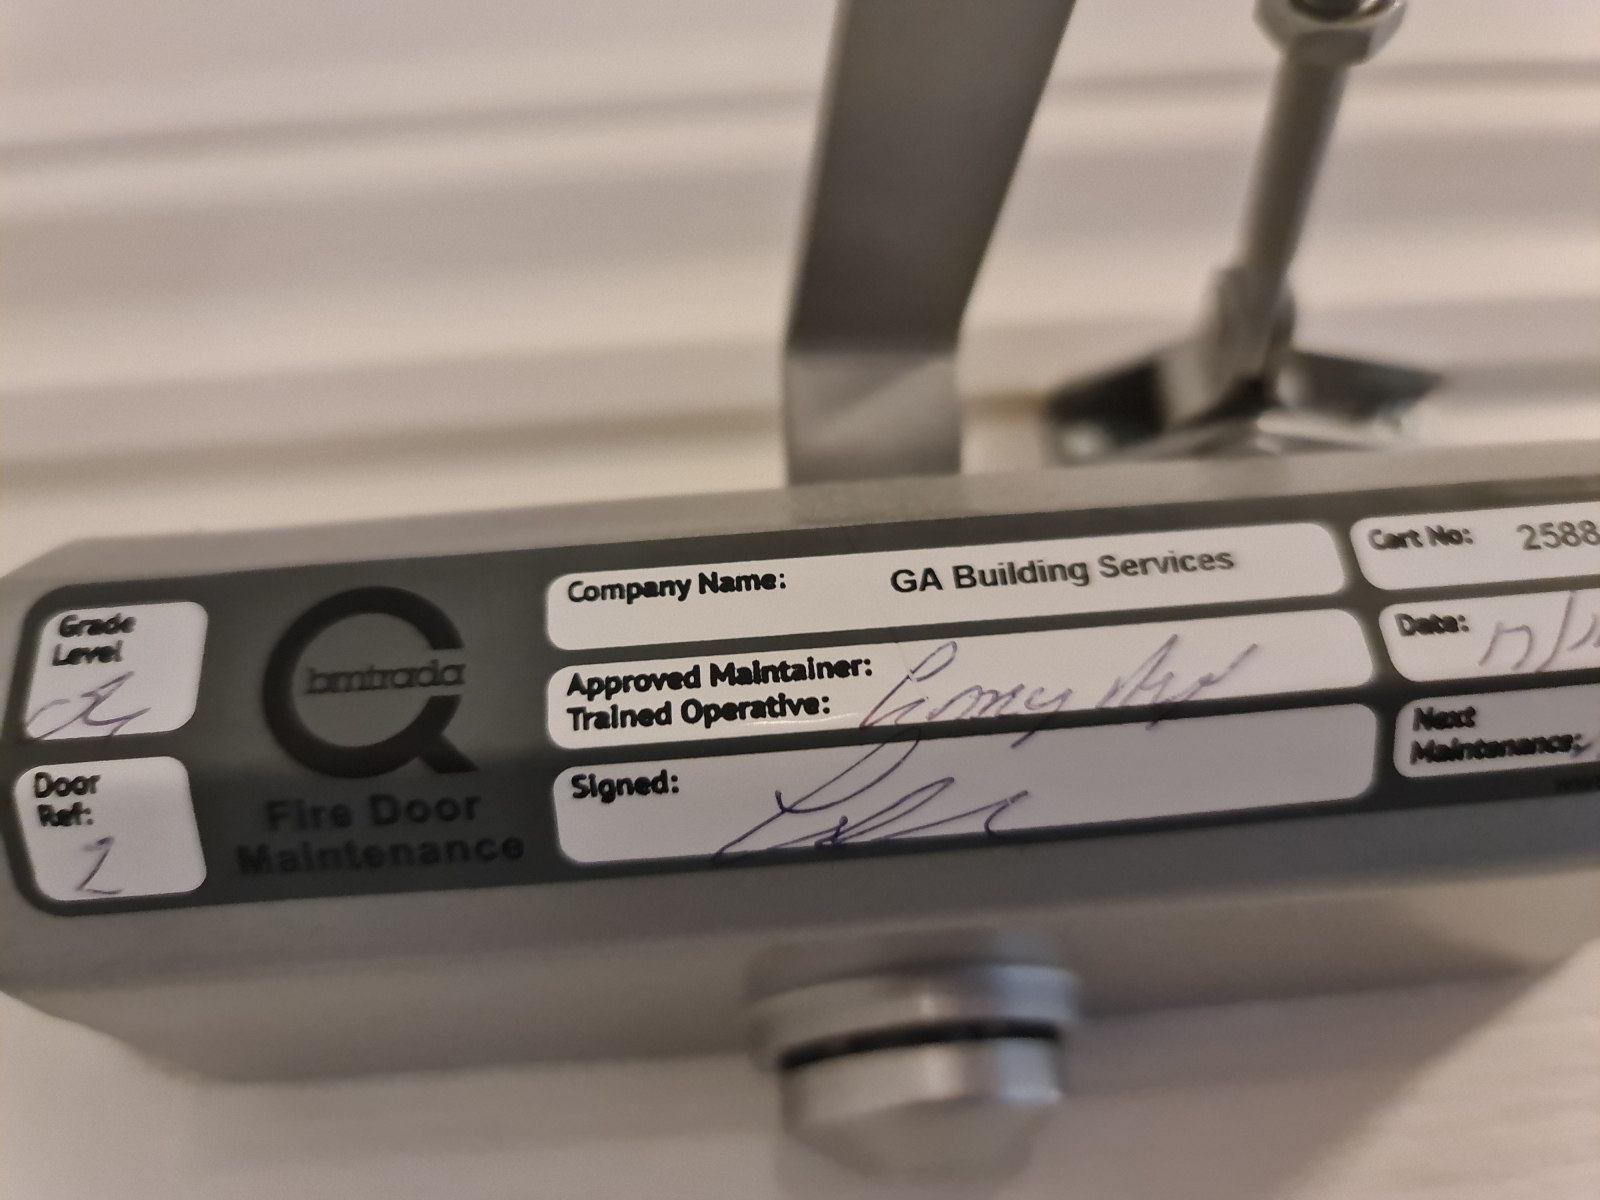 Grade
Level
Door
Ref:
2
bmtrada
Fire Door
Maintenance
Company Name: GA Building Services
Approved Maintainer:
Trained Operative:
Signed:
Cert No: 2588
Date:
Next
Maintenance: